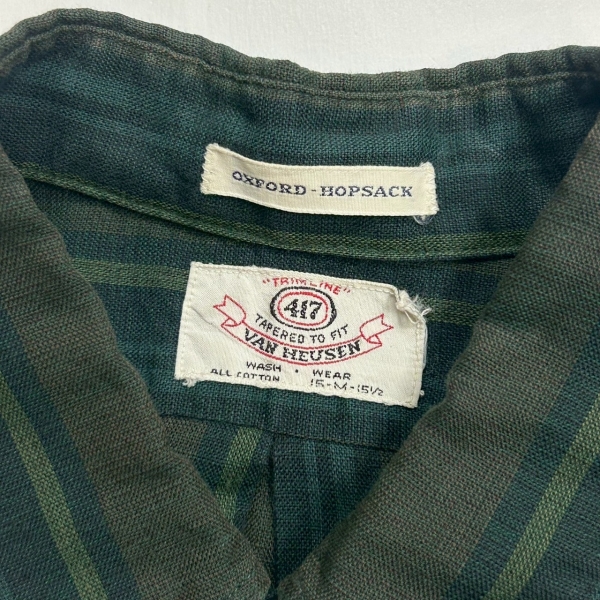 OXFORD-HOPSACK
"TRIMLINE"
417
TAPERED TO FIT
VAN HEUSEN
WASH • WEAR
ALL COTTON 15-M-15½